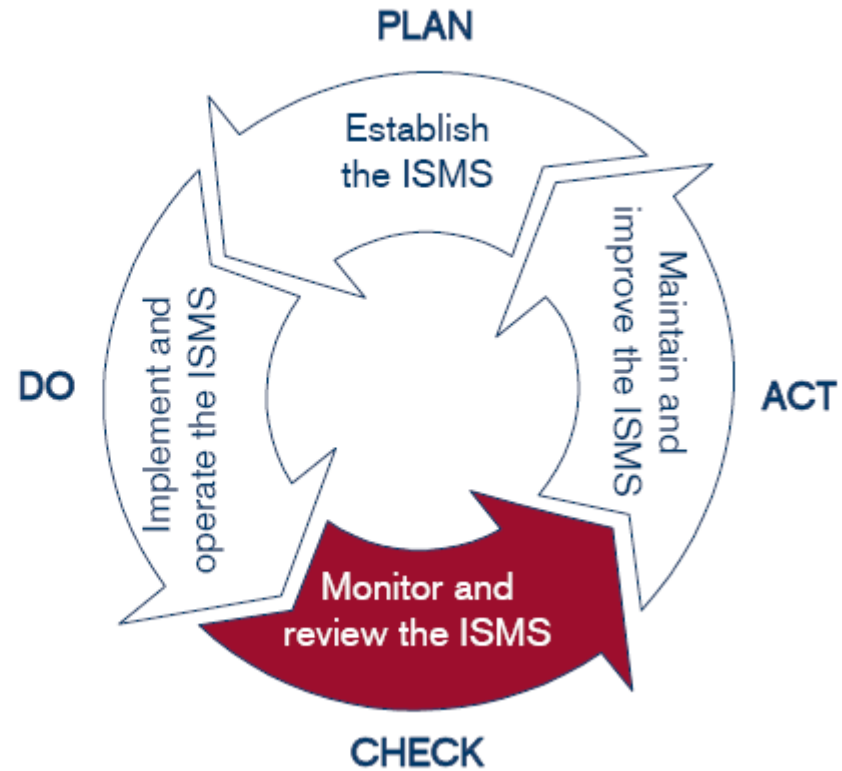 PLAN
Establish
the ISMS
DO
Implement and
operate the ISMS
Maintain and
improve the ISMS
ACT
Monitor and
review the ISMS
CHECK